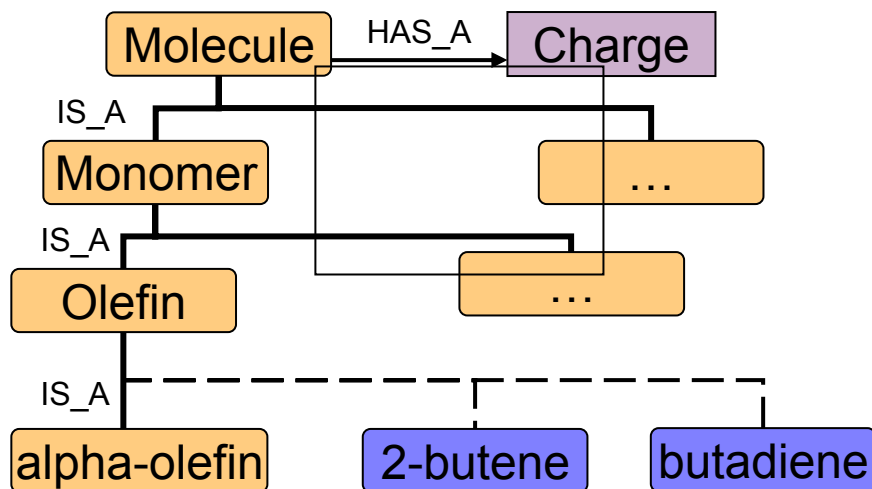 Molecule
HAS_A
Charge
IS_A
Monomer
...
IS_A
Olefin
...
IS_A
alpha-olefin
2-butene
butadiene